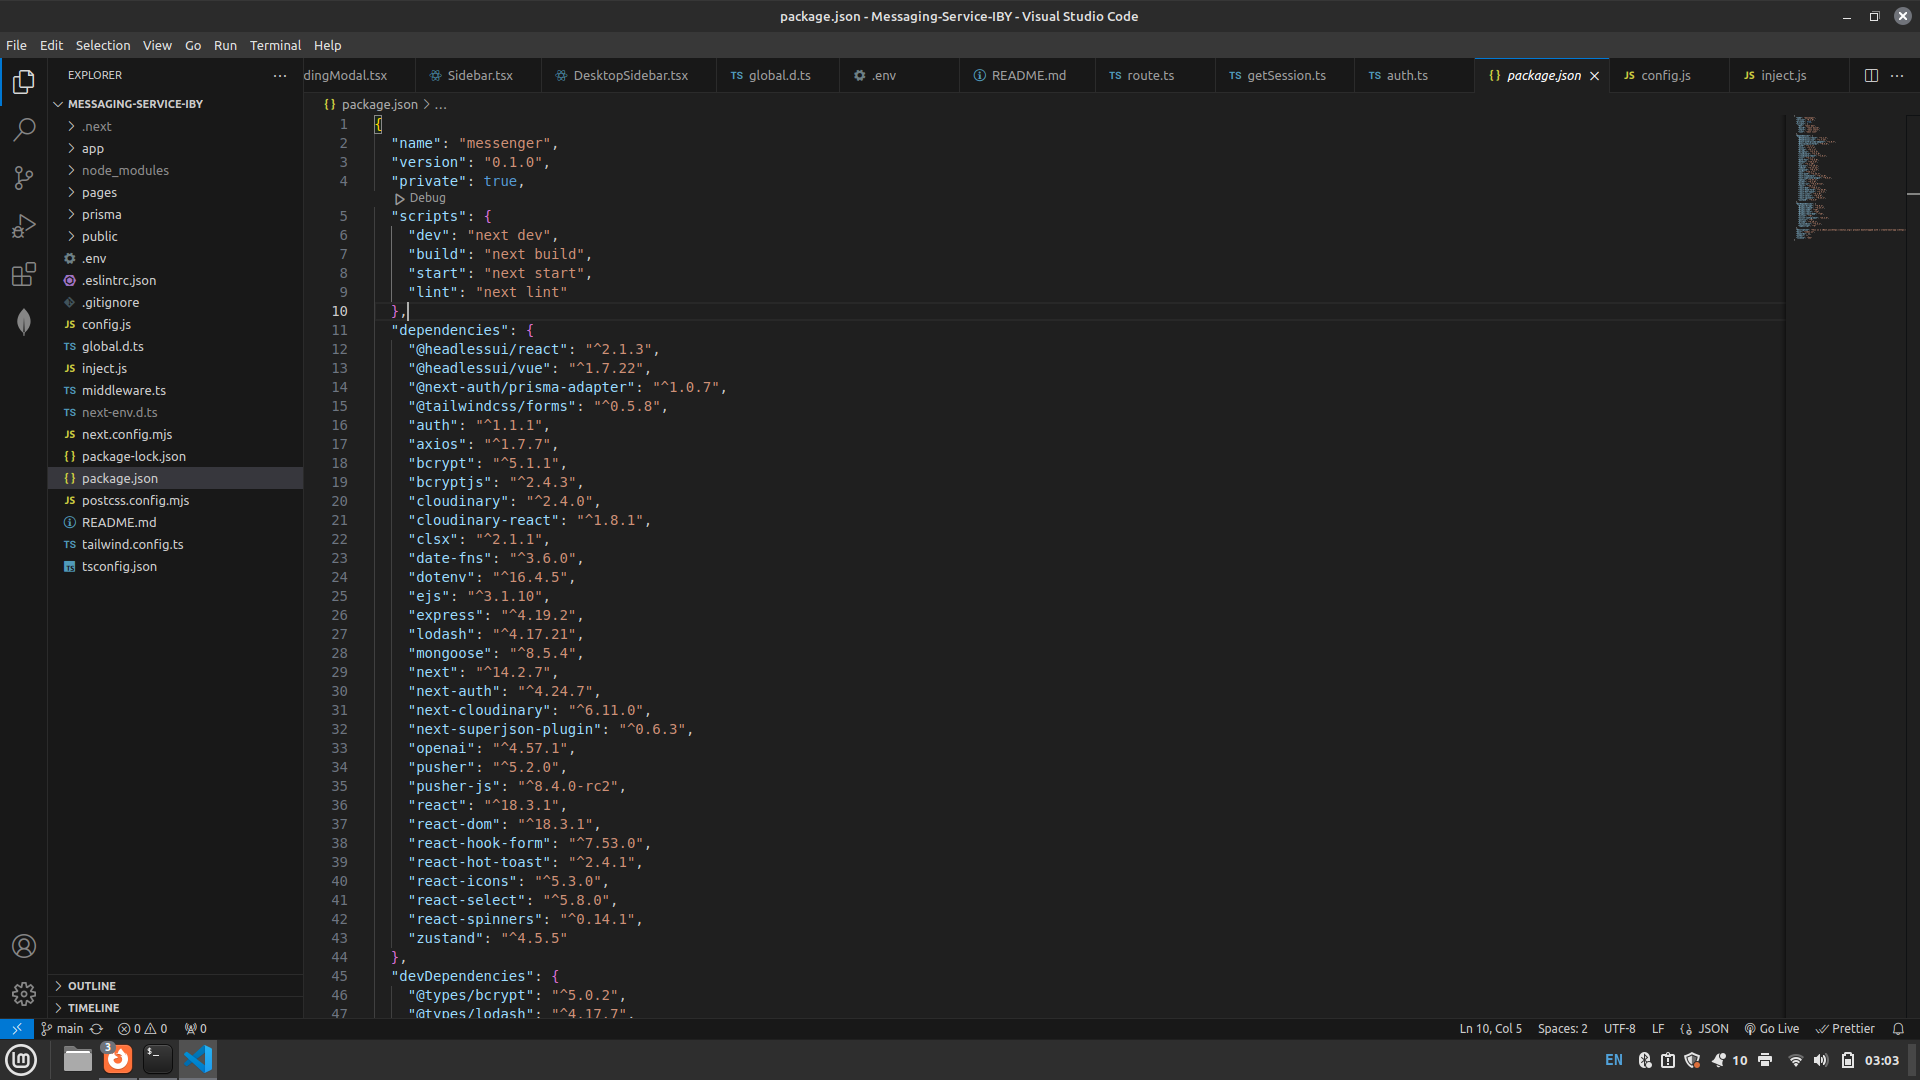 package.json - Messaging-Service-IBY - Visual Studio Code
File Edit Selection View Go Run Terminal Help
EXPLORER
dingModal.tsx Sidebar.tsx DesktopSidebar.tsx TS global.d.ts .env README.md TS route.ts TS getSession.ts TS auth.ts {} package.json JS config.js JS inject.js
MESSAGING-SERVICE-IBY
.next
app
node_modules
pages
prisma
public
.env
.eslintrc.json
.gitignore
JS config.js
TS global.d.ts
JS inject.js
TS middleware.ts
TS next-env.d.ts
JS next.config.mjs
{} package-lock.json
{} package.json
JS postcss.config.mjs
README.md
TS tailwind.config.ts
tsconfig.json
OUTLINE
TIMELINE
{} package.json > ...
1 {
2 "name": "messenger",
3 "version": "0.1.0",
4 "private": true,
Debug
5 "scripts": {
6 "dev": "next dev",
7 "build": "next build",
8 "start": "next start",
9 "lint": "next lint"
10 },
11 "dependencies": {
12 "@headlessui/react": "^2.1.3",
13 "@headlessui/vue": "^1.7.22",
14 "@next-auth/prisma-adapter": "^1.0.7",
15 "@tailwindcss/forms": "^0.5.8",
16 "auth": "^1.1.1",
17 "axios": "^1.7.7",
18 "bcrypt": "^5.1.1",
19 "bcryptjs": "^2.4.3",
20 "cloudinary": "^2.4.0",
21 "cloudinary-react": "^1.8.1",
22 "clsx": "^2.1.1",
23 "date-fns": "^3.6.0",
24 "dotenv": "^16.4.5",
25 "ejs": "^3.1.10",
26 "express": "^4.19.2",
27 "lodash": "^4.17.21",
28 "mongoose": "^8.5.4",
29 "next": "^14.2.7",
30 "next-auth": "^4.24.7",
31 "next-cloudinary": "^6.11.0",
32 "next-superjson-plugin": "^0.6.3",
33 "openai": "^4.57.1",
34 "pusher": "^5.2.0",
35 "pusher-js": "^8.4.0-rc2",
36 "react": "^18.3.1",
37 "react-dom": "^18.3.1",
38 "react-hook-form": "^7.53.0",
39 "react-hot-toast": "^2.4.1",
40 "react-icons": "^5.3.0",
41 "react-select": "^5.8.0",
42 "react-spinners": "^0.14.1",
43 "zustand": "^4.5.5"
44 },
45 "devDependencies": {
46 "@types/bcrypt": "^5.0.2",
47 "@types/lodash": "^4.17.7",
main 0 0 0 Ln 10, Col 5 Spaces: 2 UTF-8 LF JSON Go Live Prettier
3 EN 10 03:03